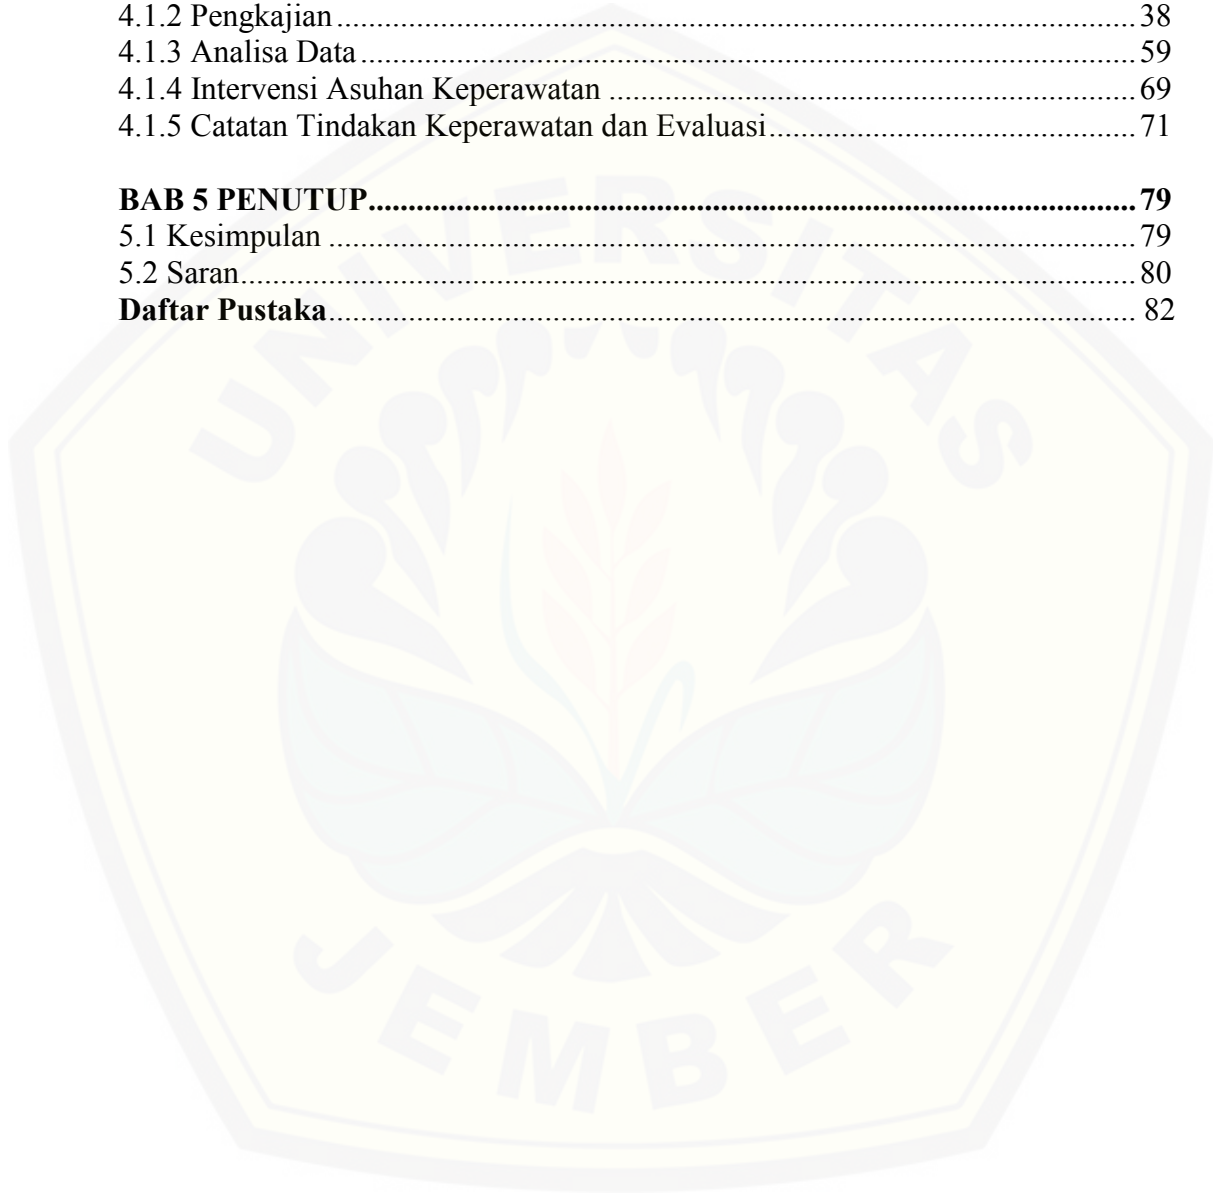 4.1.2 Pengkajian........................................................................................................38
4.1.3 Analisa Data.....................................................................................................59
4.1.4 Intervensi Asuhan Keperawatan ....................................................................69
4.1.5 Catatan Tindakan Keperawatan dan Evaluasi...............................................71
BAB 5 PENUTUP..................................................................................................79
5.1 Kesimpulan ........................................................................................................79
5.2 Saran....................................................................................................................80
Daftar Pustaka........................................................................................................ 82
UNIVERSITAS
JEMBER